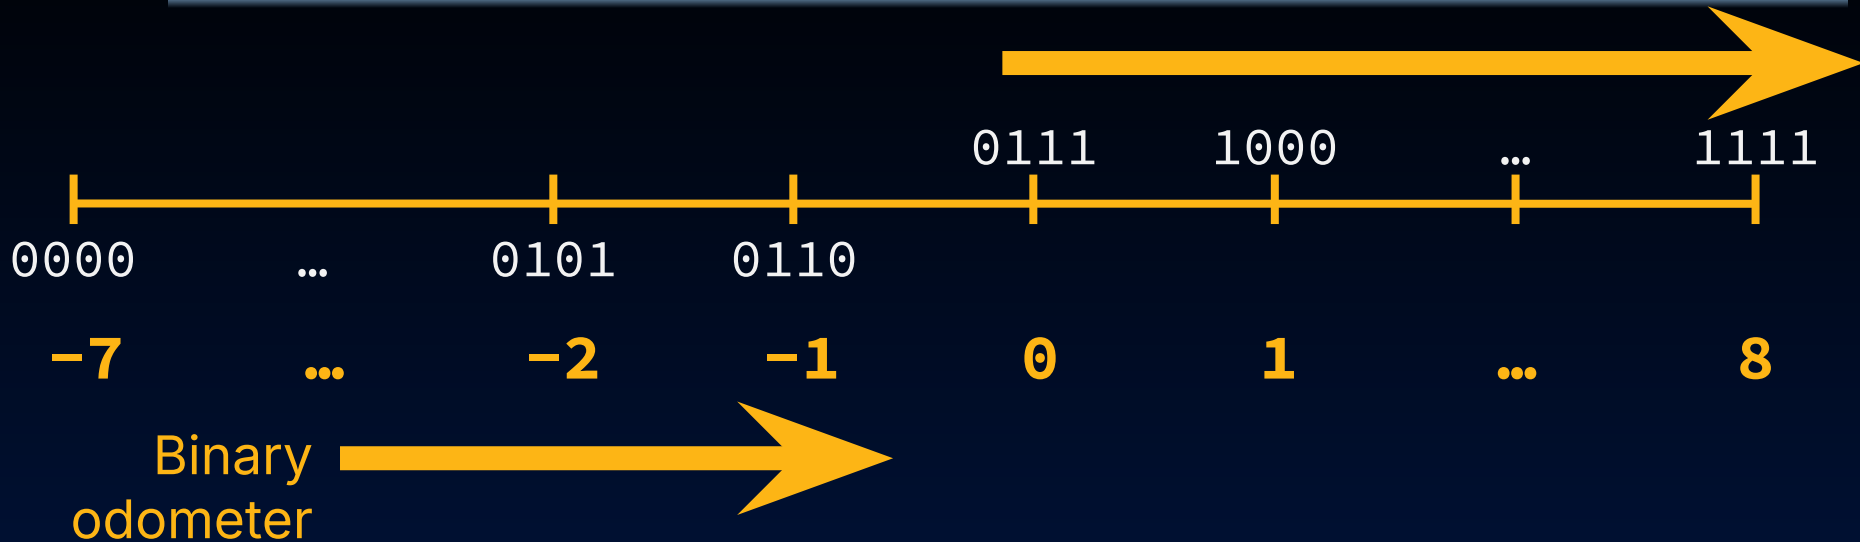 0111 1000 … 1111
0000 … 0101 0110
-7 … -2 -1 0 1 … 8
Binary
odometer